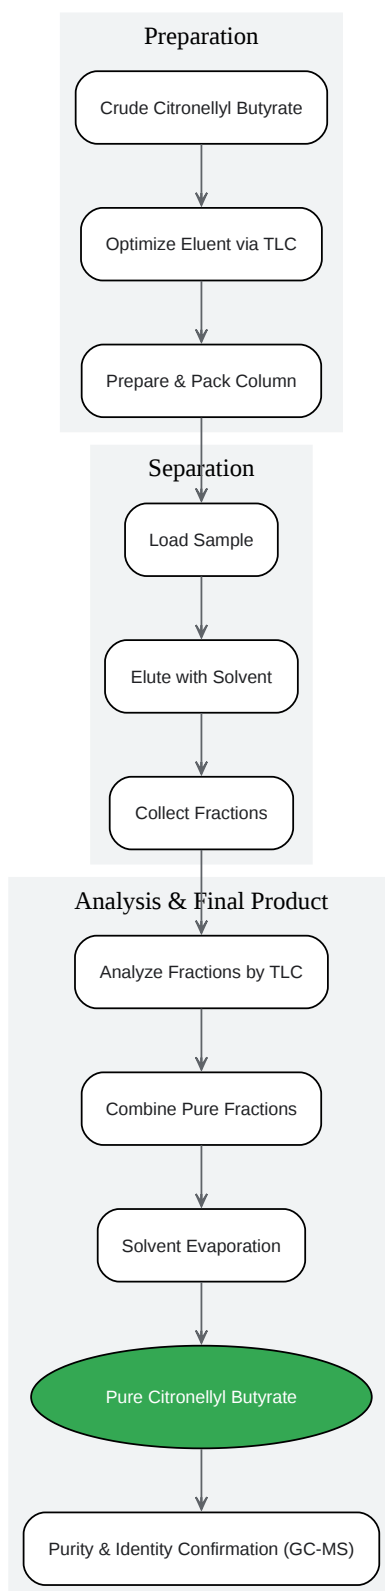 Preparation
Crude Citronellyl Butyrate
Optimize Eluent via TLC
Prepare & Pack Column
Separation
Load Sample
Elute with Solvent
Collect Fractions
Analysis & Final Product
Analyze Fractions by TLC
Combine Pure Fractions
Solvent Evaporation
Pure Citronellyl Butyrate
Purity & Identity Confirmation (GC-MS)